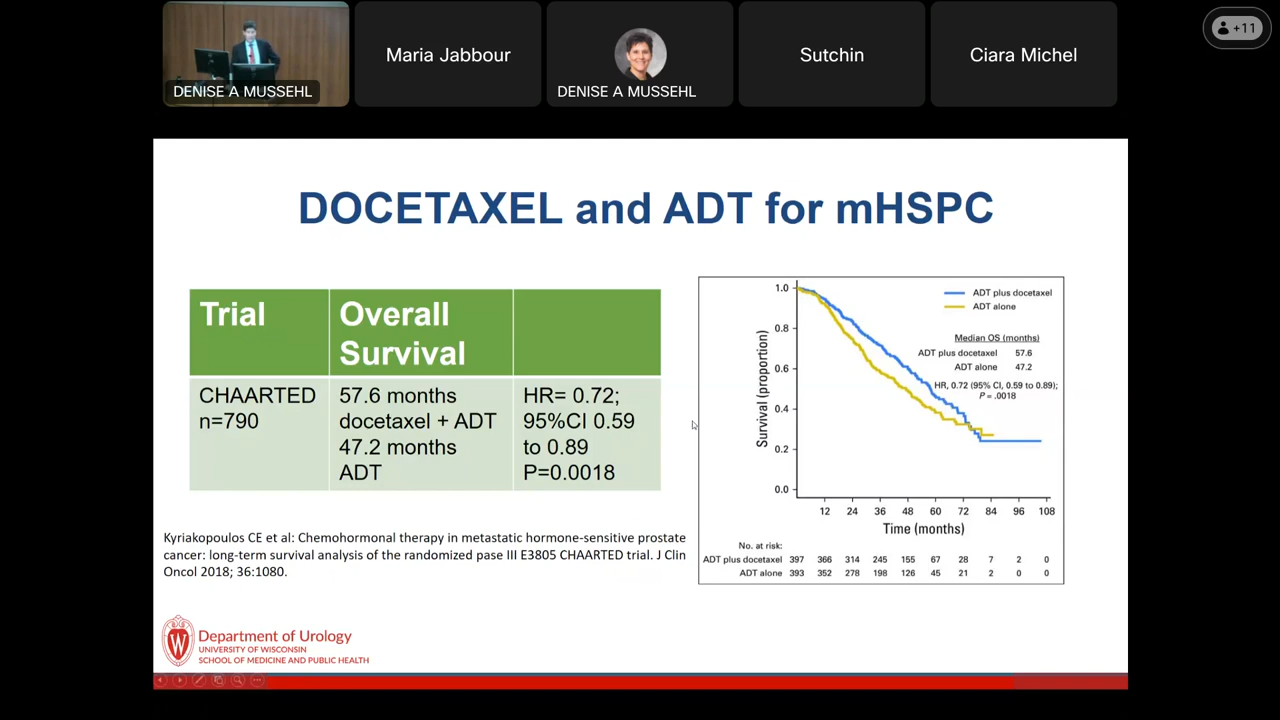 +11
DENISE A MUSSEHL
Maria Jabbour
DENISE A MUSSEHL
Sutchin
Ciara Michel
DOCETAXEL and ADT for mHSPC
Trial
Overall
Survival
CHAARTED
n=790
57.6 months
docetaxel + ADT
47.2 months
ADT
HR= 0.72;
95%CI 0.59
to 0.89
P=0.0018
Kyriakopoulos CE et al: Chemohormonal therapy in metastatic hormone-sensitive prostate
cancer: long-term survival analysis of the randomized pase III E3805 CHAARTED trial. J Clin
Oncol 2018; 36:1080.
ADT plus docetaxel
ADT alone
Median OS (months)
ADT plus docetaxel 57.6
ADT alone 47.2
HR, 0.72 (95% CI, 0.59 to 0.89);
P = .0018
Survival (proportion)
1.0
0.8
0.6
0.4
0.2
0.0
12 24 36 48 60 72 84 96 108
Time (months)
No. at risk:
ADT plus docetaxel 397 366 314 245 155 67 28 7 2 0
ADT alone 393 352 278 198 126 45 21 2 0 0
W
Department of Urology
UNIVERSITY OF WISCONSIN
SCHOOL OF MEDICINE AND PUBLIC HEALTH